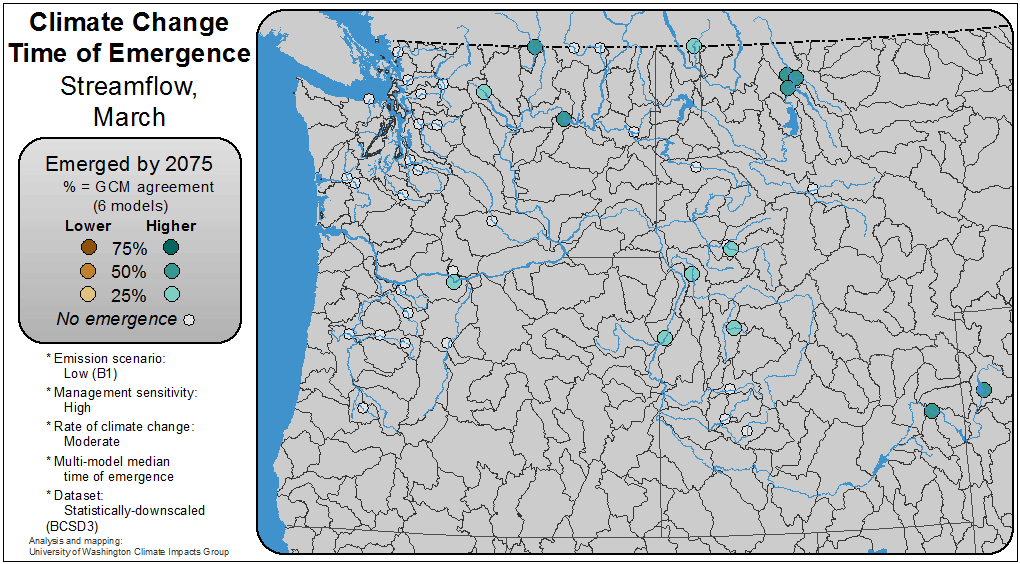 Climate Change
Time of Emergence
Streamflow,
March
Emerged by 2075
% = GCM agreement
(6 models)
Lower Higher
75%
50%
25%
No emergence
* Emission scenario:
Low (B1)
* Management sensitivity:
High
* Rate of climate change:
Moderate
* Multi-model median
time of emergence
* Dataset:
Statistically-downscaled
(BCSD3)
Analysis and mapping:
University of Washington Climate Impacts Group